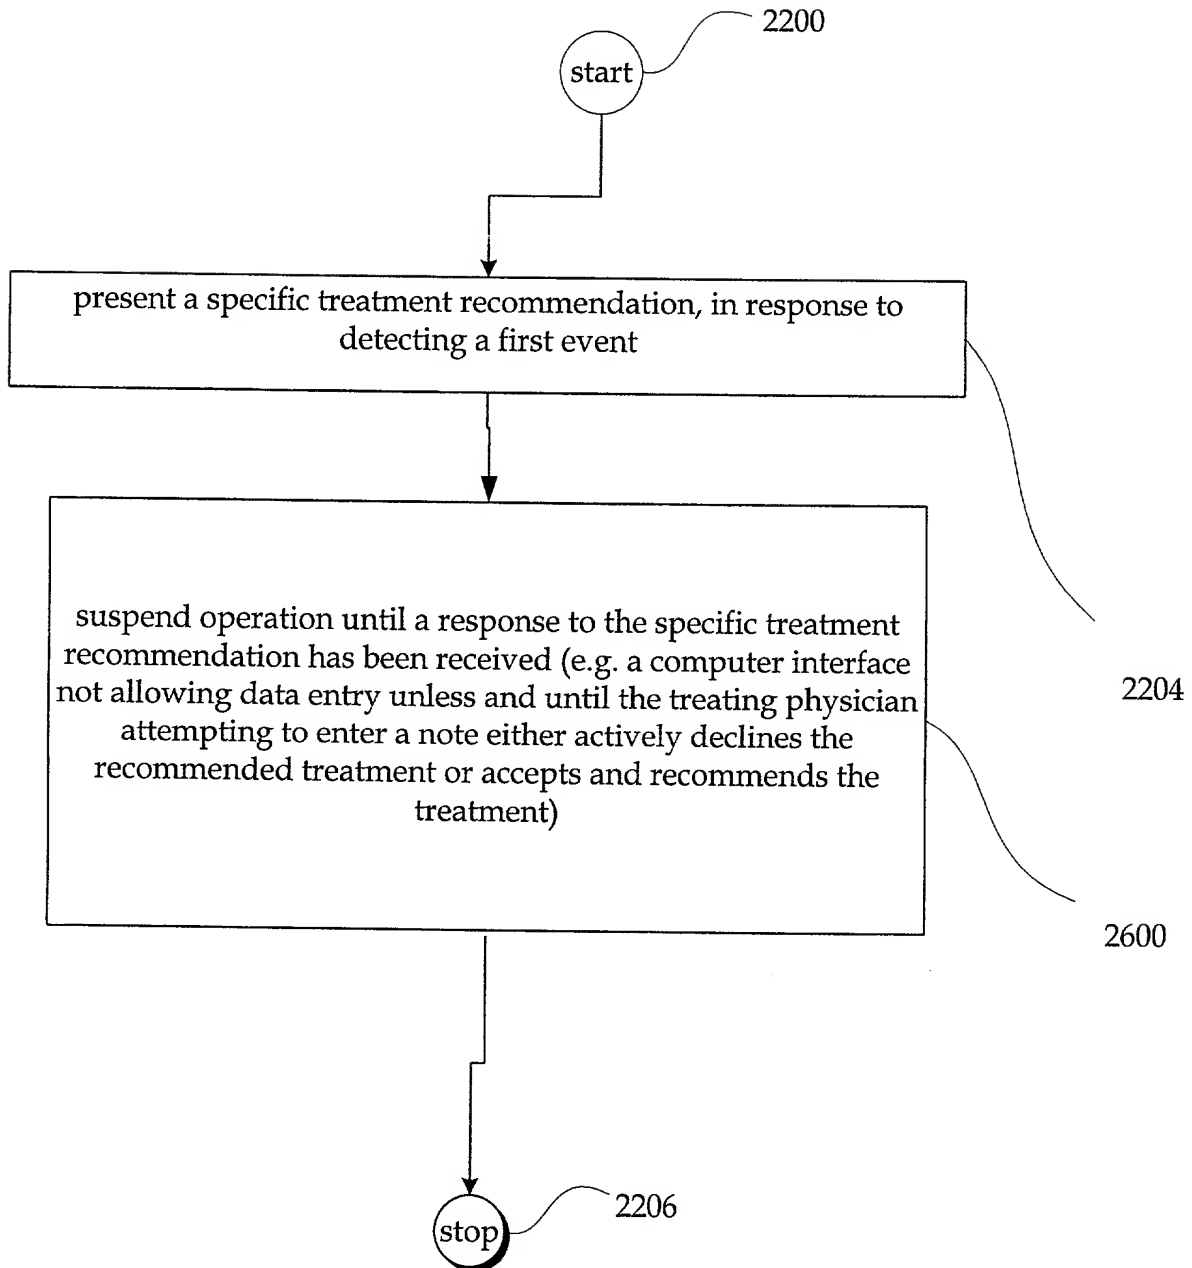 2200
start
present a specific treatment recommendation, in response to
detecting a first event
suspend operation until a response to the specific treatment
recommendation has been received (e.g. a computer interface
not allowing data entry unless and until the treating physician
attempting to enter a note either actively declines the
recommended treatment or accepts and recommends the
treatment)
2204
2600
2206
stop